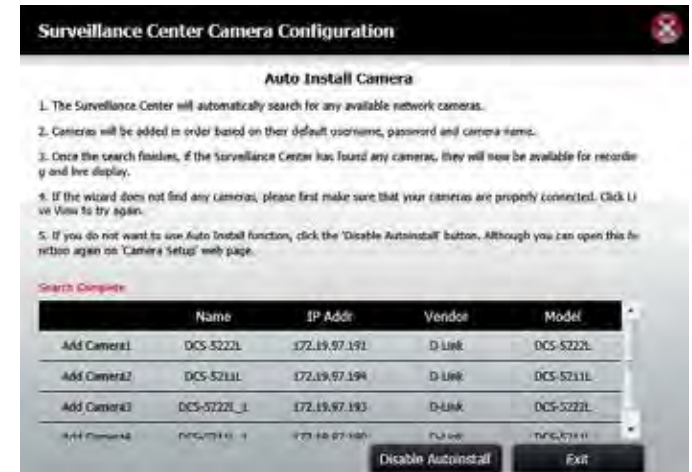 Surveillance Center Camera Configuration
Auto Install Camera
1. The Surveillance Center will automatically search for any available network cameras.
2. Cameras will be added in order based on their default username, password and camera name.
3. Once the search finishes, if the Surveillance Center has found any cameras, they will now be available for recordin
g and live display.
4. If the wizard does not find any cameras, please first make sure that your cameras are properly connected. Click Li
ve View to try again.
5. If you do not want to use Auto Install function, click the 'Disable Autoinstall' button. Although you can open this fu
nction again on 'Camera Setup' web page.
Search Complete
Name IP Addr Vendor Model
Add Camera1 DCS-5222L 172.19.97.191 D-Link DCS-5222L
Add Camera2 DCS-5211L 172.19.97.194 D-Link DCS-5211L
Add Camera3 DCS-5222L_1 172.19.97.193 D-Link DCS-5222L
Add Camera4 D-Link
Disable Autoinstall Exit